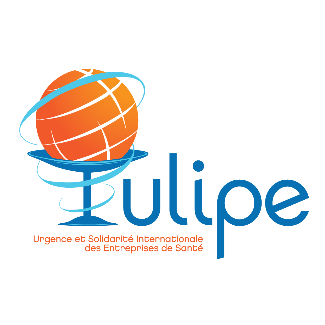 Tulipe
Urgence et Solidarité Internationale
des Entreprises de Santé